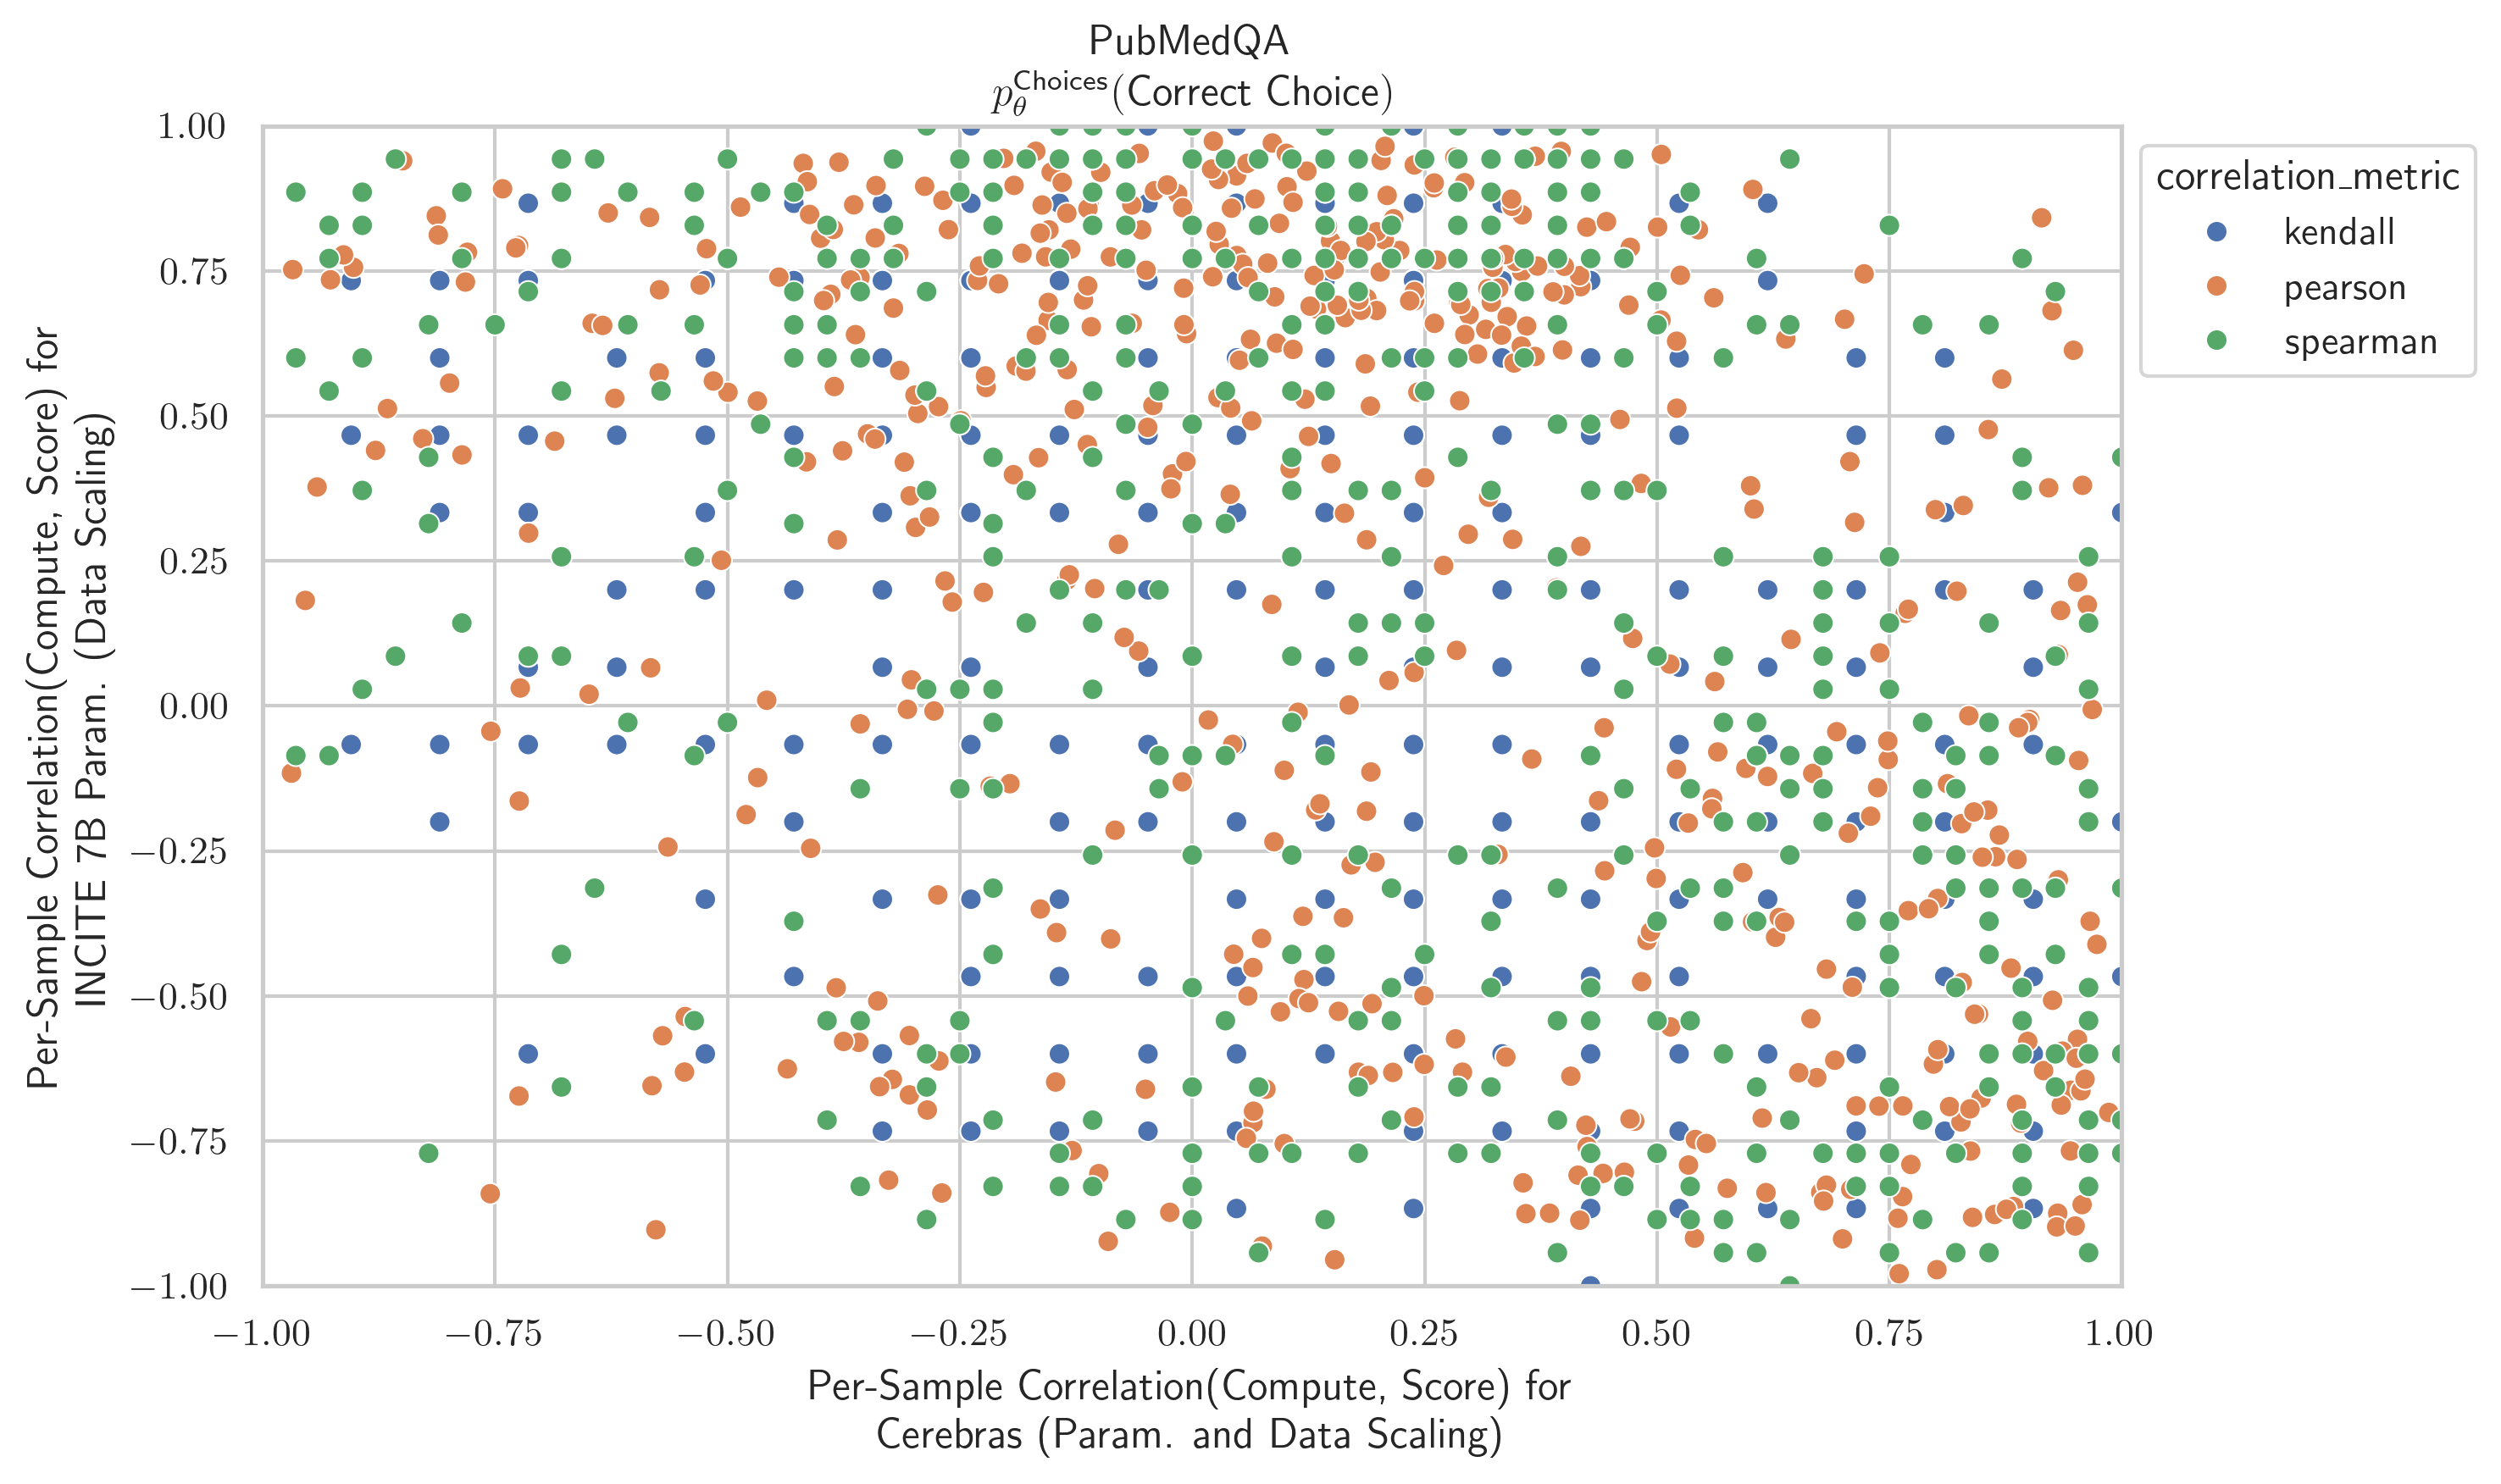 PubMedQA
p_θ^Choices(Correct Choice)
1.00
0.75
0.50
0.25
0.00
−0.25
−0.50
−0.75
−1.00
Per-Sample Correlation(Compute, Score) for
INCITE 7B Param. (Data Scaling)
correlation_metric
kendall
pearson
spearman
−1.00 −0.75 −0.50 −0.25 0.00 0.25 0.50 0.75 1.00
Per-Sample Correlation(Compute, Score) for
Cerebras (Param. and Data Scaling)